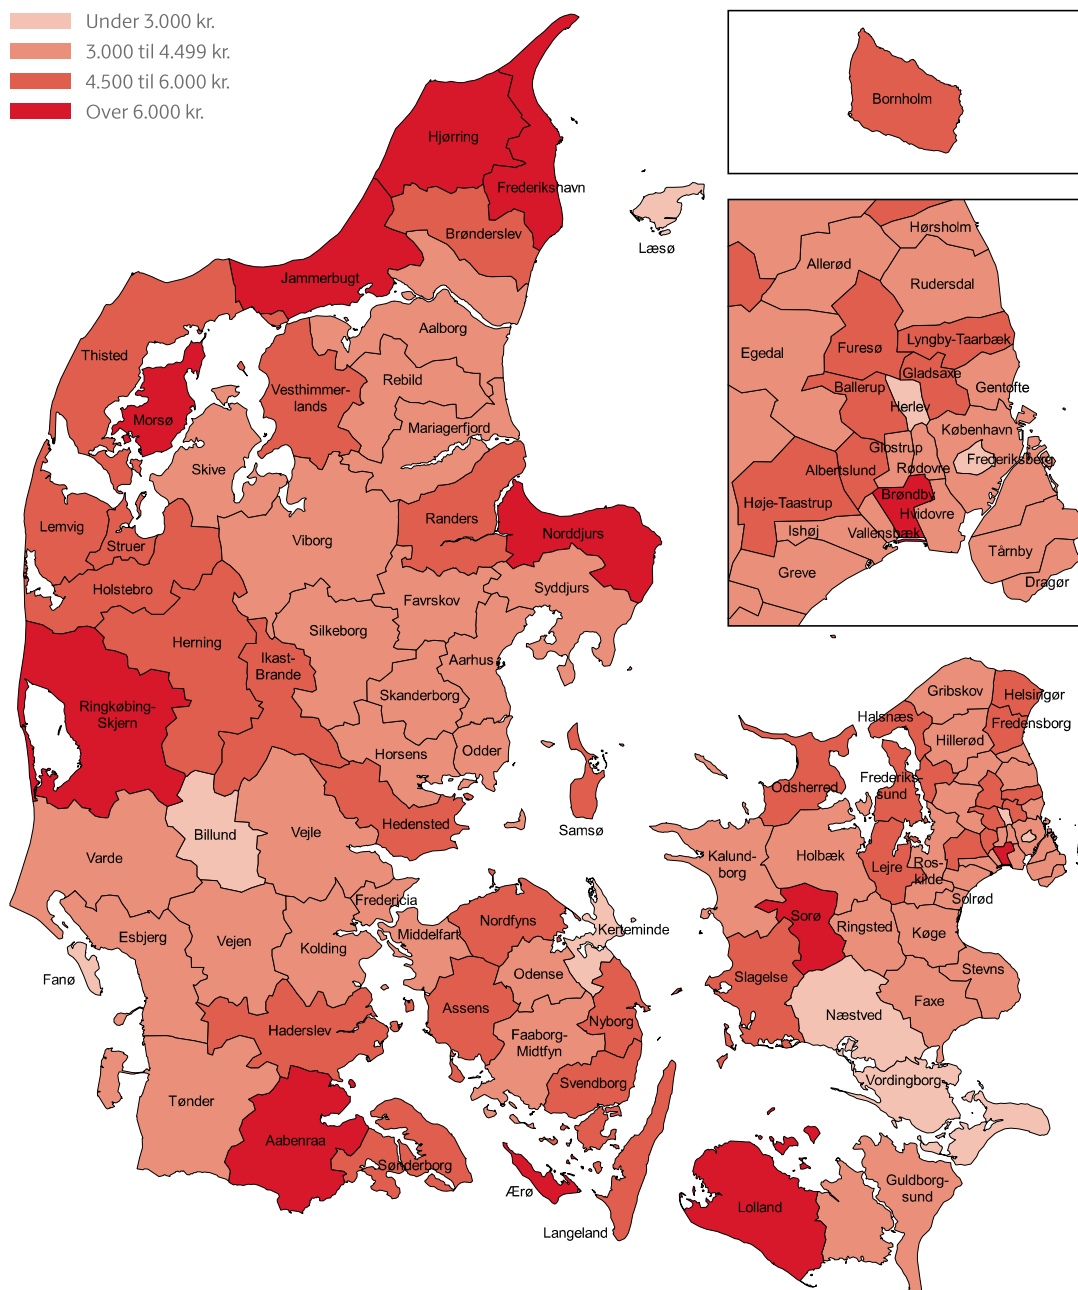 Under 3.000 kr.
3.000 til 4.499 kr.
4.500 til 6.000 kr.
Over 6.000 kr.
Hjørring
Frederikshavn
Brønderslev
Læsø
Jammerbugt
Aalborg
Thisted
Rebild
Vesthimmer-
lands
Morsø
Mariagerfjord
Skive
Lemvig
Struer
Viborg
Randers
Norddjurs
Holstebro
Favrskov
Syddjurs
Silkeborg
Herning
Ikast-
Brande
Aarhus
Skanderborg
Ringkøbing-
Skjern
Horsens
Odder
Hedensted
Samsø
Billund
Vejle
Varde
Fredericia
Esbjerg
Vejen
Kolding
Fanø
Haderslev
Tønder
Aabenraa
Sønderborg
Middelfart
Nordfyns
Kerteminde
Odense
Assens
Nyborg
Faaborg-
Midtfyn
Svendborg
Ærø
Langeland
Bornholm
Hørsholm
Allerød
Rudersdal
Egedal
Furesø
Lyngby-Taarbæk
Gladsaxe
Ballerup
Gentofte
Herlev
København
Glostrup
Frederiksberg
Albertslund
Rødovre
Brøndby
Høje-Taastrup
Hvidovre
Ishøj
Vallensbæk
Greve
Tårnby
Dragør
Gribskov
Helsingør
Halsnæs
Fredensborg
Hillerød
Frederiks-
sund
Odsherred
Kalund-
borg
Holbæk
Lejre
Ros-
kilde
Solrød
Sorø
Ringsted
Køge
Slagelse
Stevns
Faxe
Næstved
Vordingborg
Guldborg-
sund
Lolland